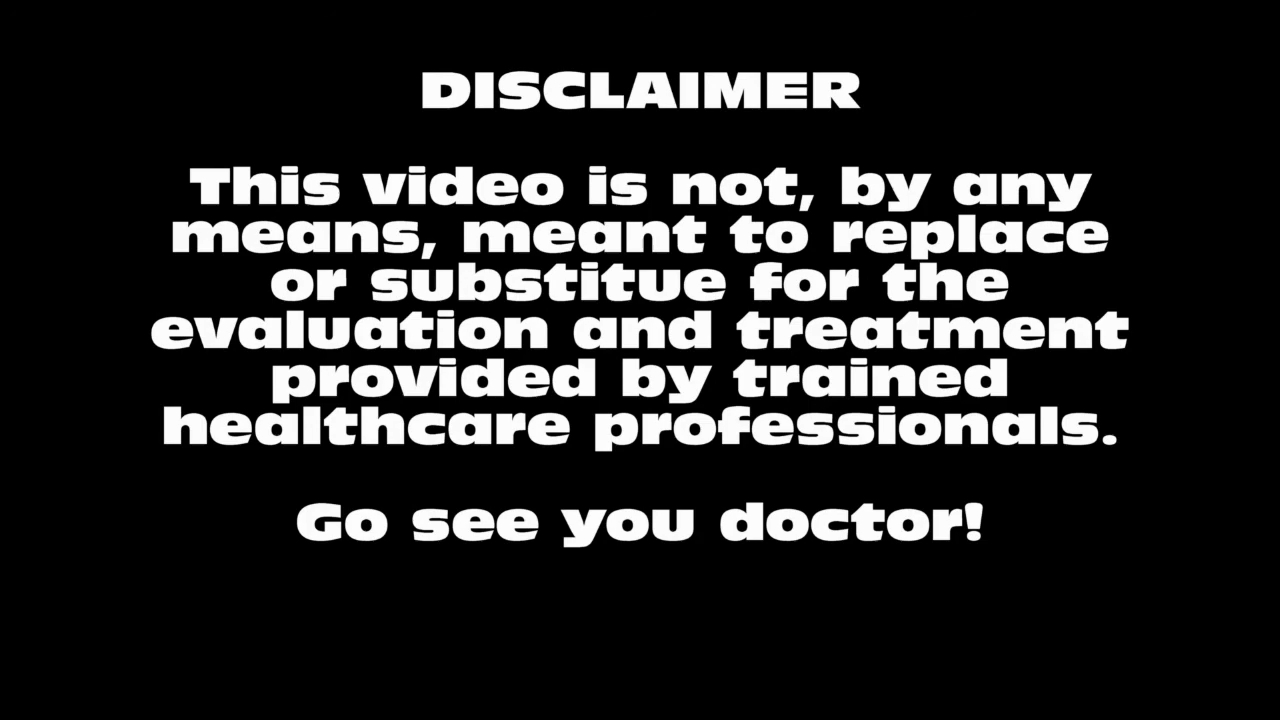 DISCLAIMER
This video is not, by any
means, meant to replace
or substitue for the
evaluation and treatment
provided by trained
healthcare professionals.
Go see you doctor!